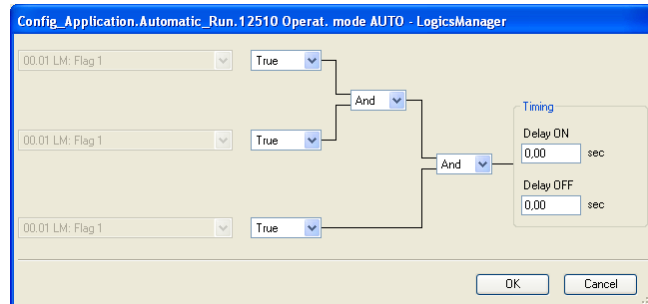 Config_Application.Automatic_Run.12510 Operat. mode AUTO - LogicsManager
00.01 LM: Flag 1 True
And
Timing
Delay ON
00.01 LM: Flag 1 True
0,00 sec
And
Delay OFF
0,00 sec
00.01 LM: Flag 1 True
OK Cancel